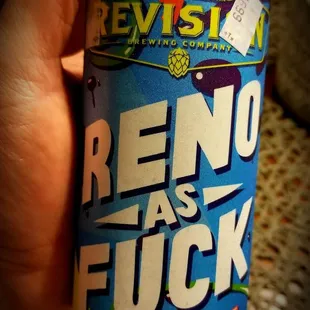 REVISION
BREWING COMPANY
RENO
AS
FUCK